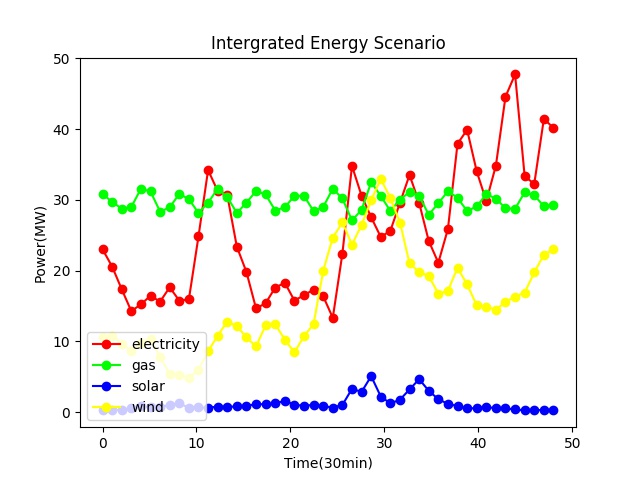 Intergrated Energy Scenario
Power(MW)
50
40
30
20
10
0
electricity
gas
solar
wind
0 10 20 30 40 50
Time(30min)